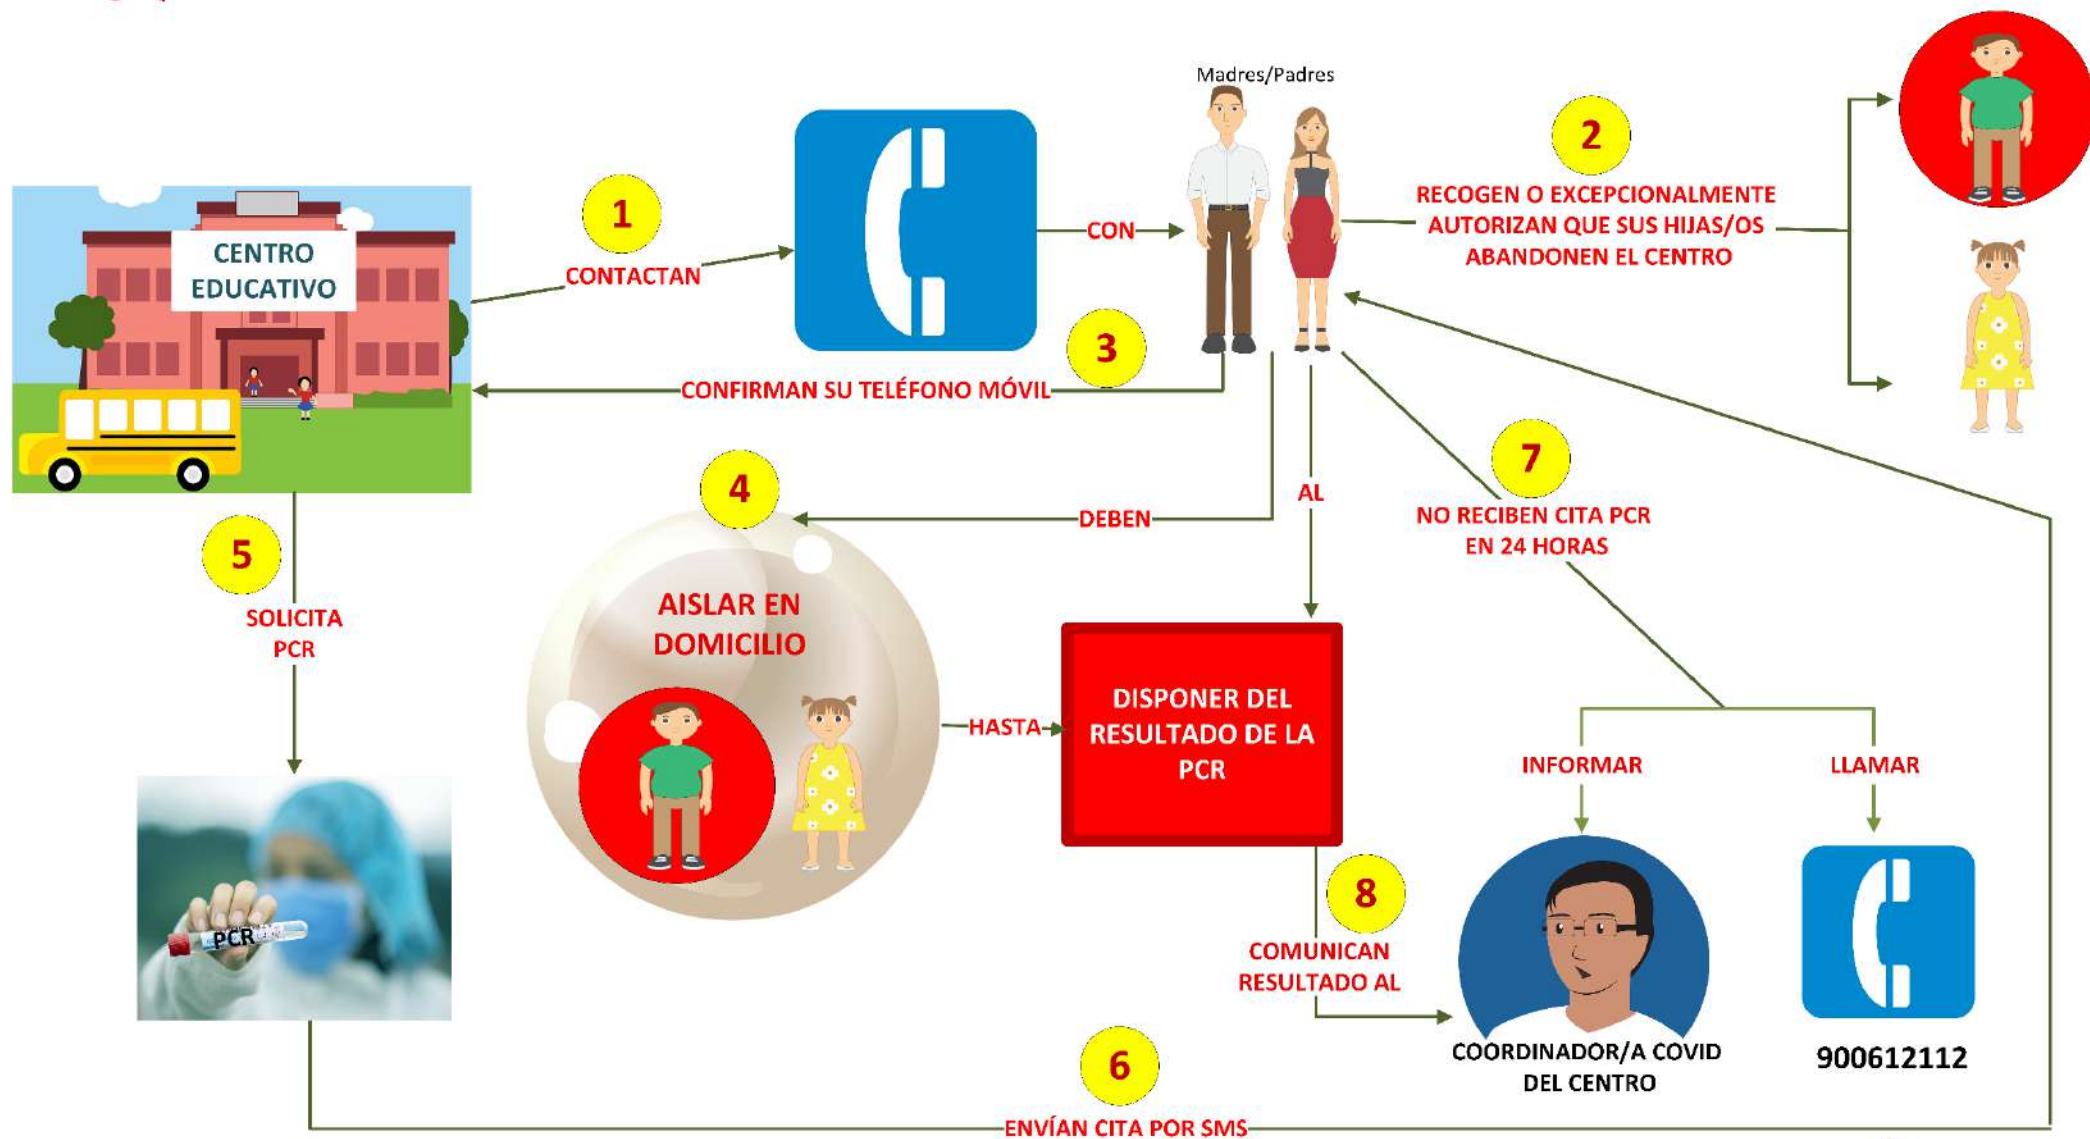 Madres/Padres
CENTRO
EDUCATIVO
1
CONTACTAN
CON
2
RECOGEN O EXCEPCIONALMENTE
AUTORIZAN QUE SUS HIJAS/OS
ABANDONEN EL CENTRO
3
CONFIRMAN SU TELÉFONO MÓVIL
4
DEBEN
AISLAR EN
DOMICILIO
HASTA
AL
DISPONER DEL
RESULTADO DE LA
PCR
5
SOLICITA
PCR
PCR
6
ENVÍAN CITA POR SMS
7
NO RECIBEN CITA PCR
EN 24 HORAS
INFORMAR
LLAMAR
8
COMUNICAN
RESULTADO AL
COORDINADOR/A COVID
DEL CENTRO
900612112